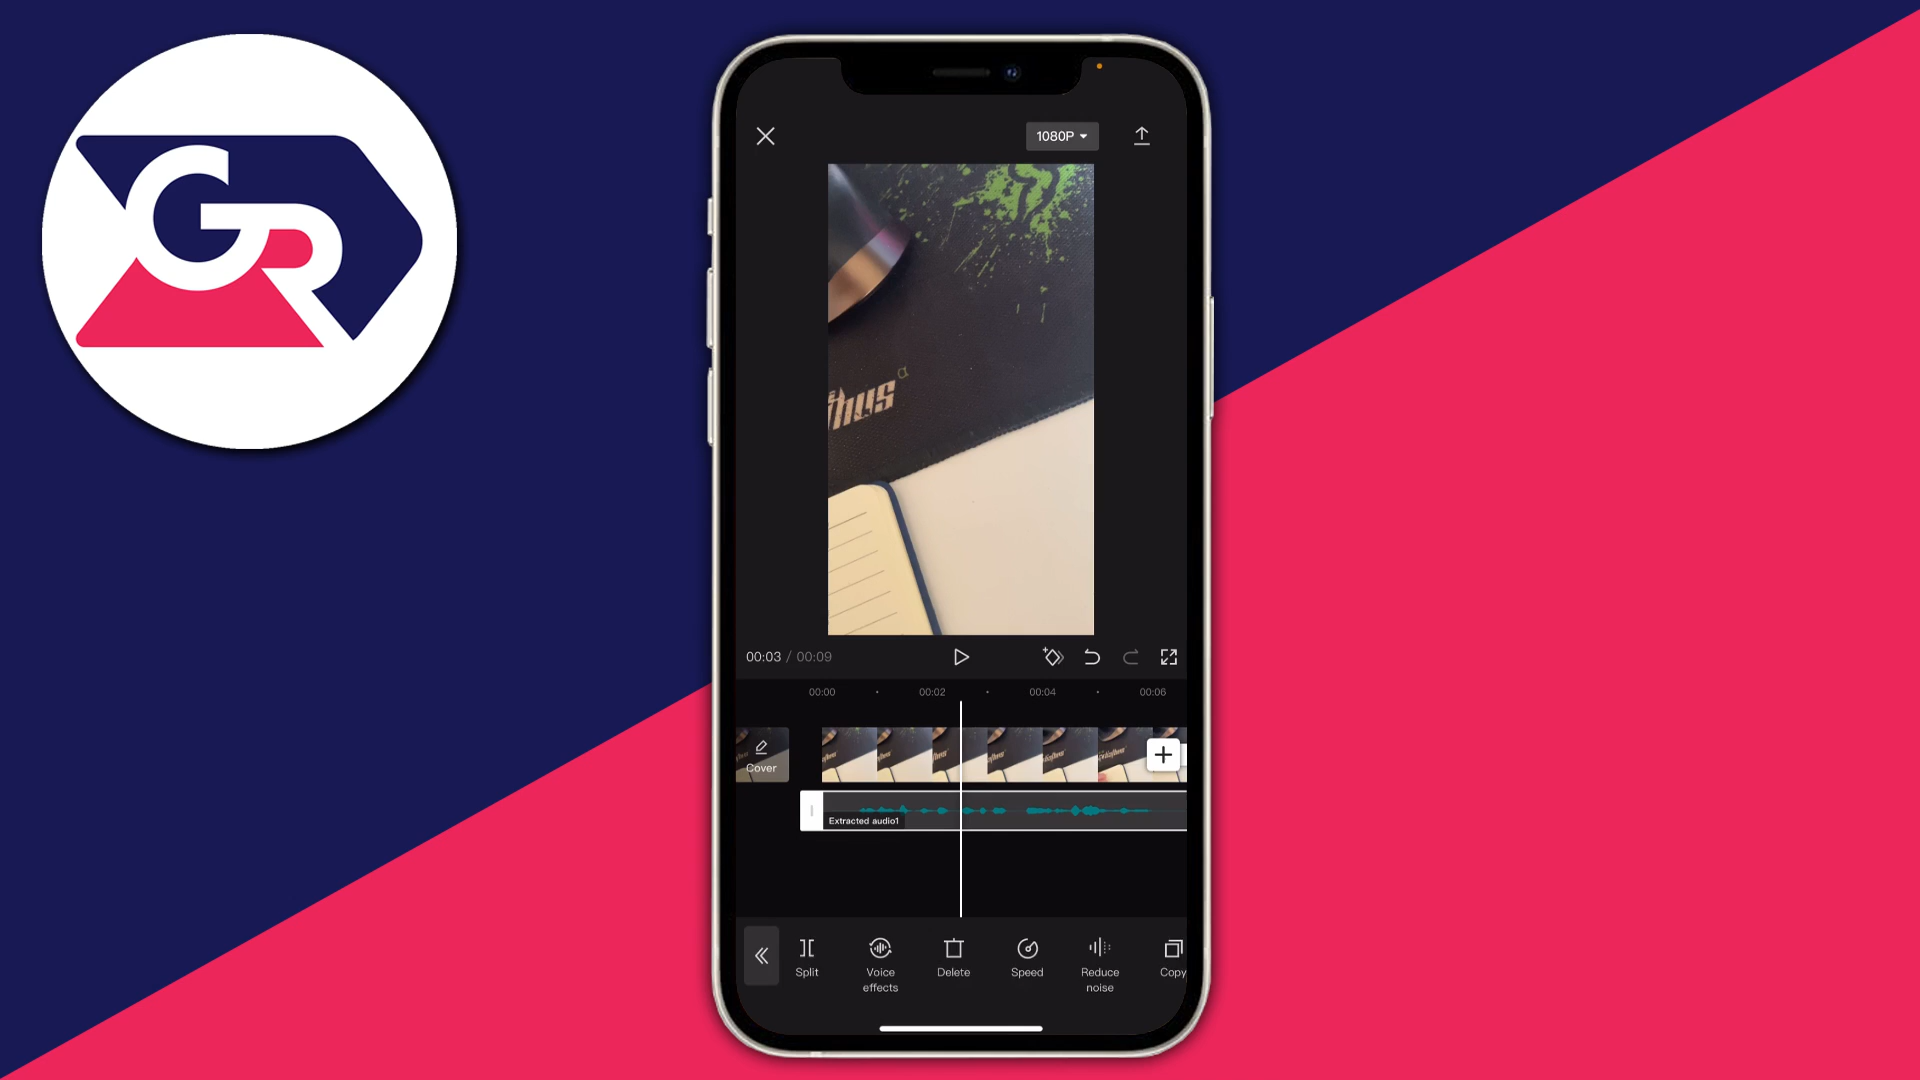 GR
1080P
00:03 / 00:09
00:00 00:02 00:04 00:06
Cover
Extracted audio1
Split
Voice
effects
Delete
Speed
Reduce
noise
Copy